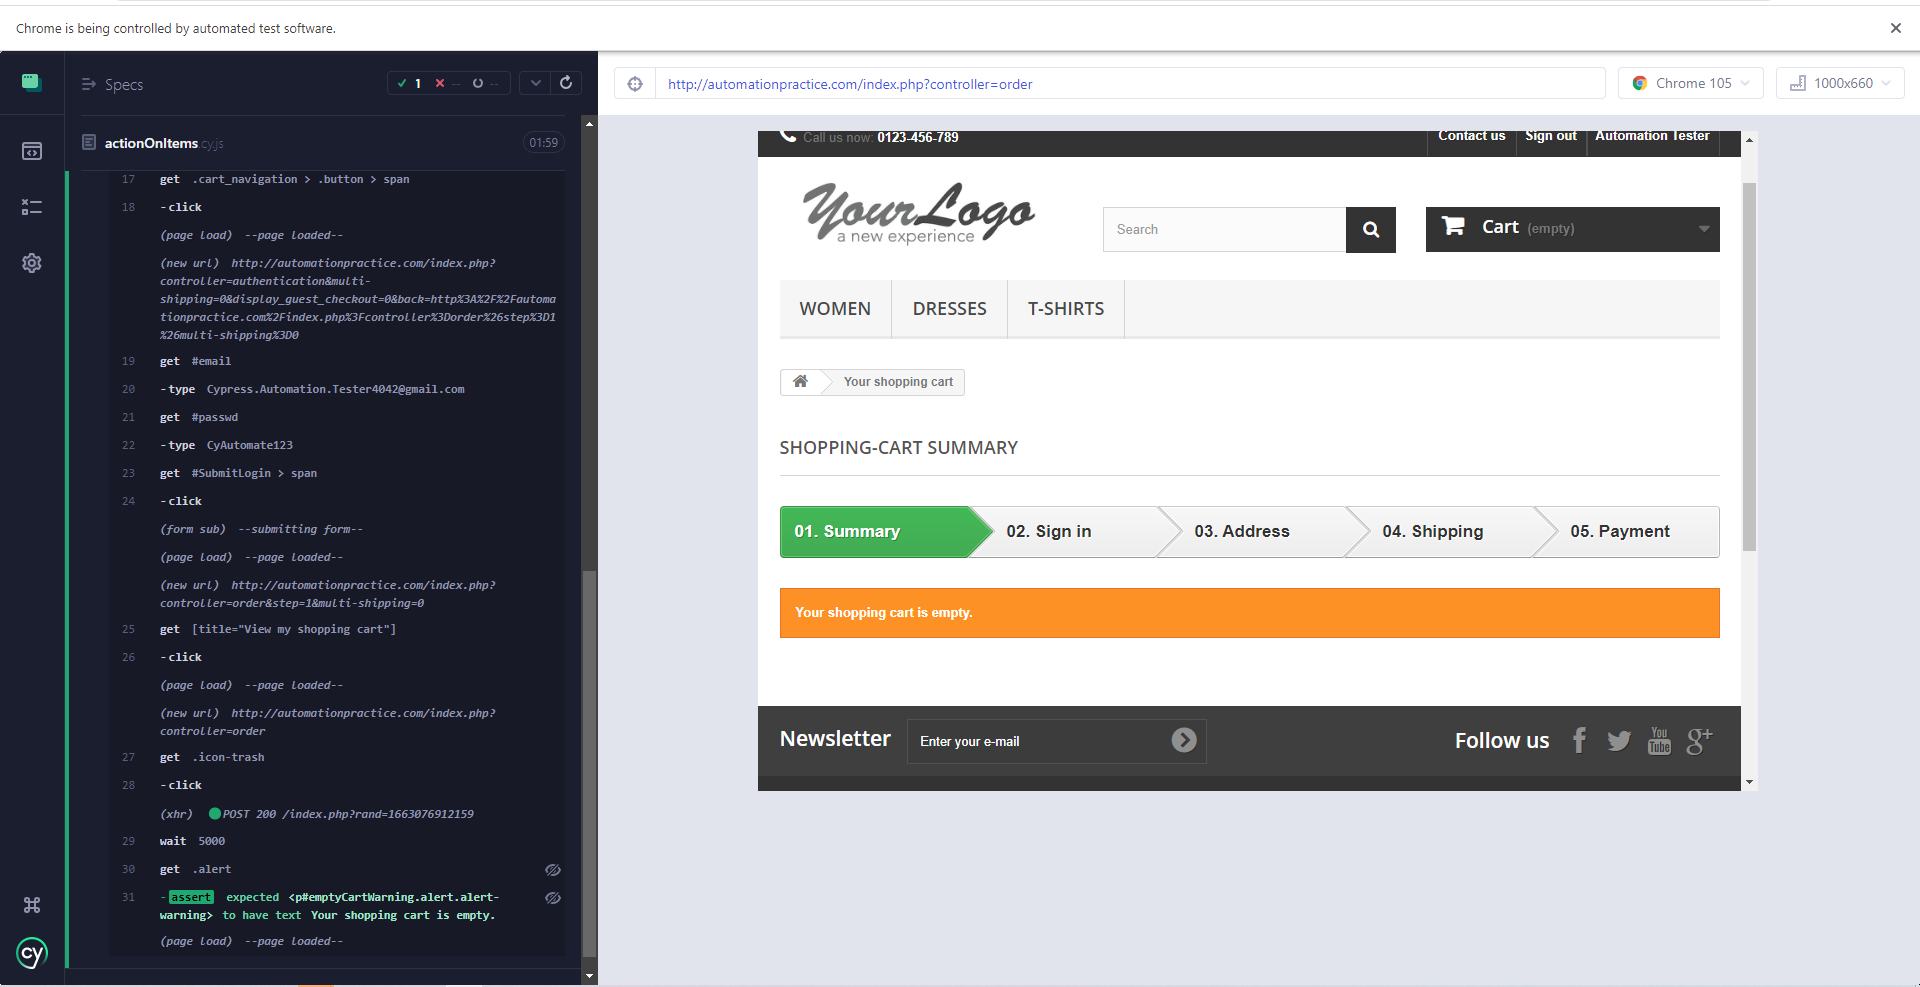 Chrome is being controlled by automated test software.
Specs
1 -- --
actionOnItems.cy.js 01:59
17 get .cart_navigation > .button > span
18 -click
(page load) --page loaded--
(new url) http://automationpractice.com/index.php?
controller=authentication&multi-
shipping=0&display_guest_checkout=0&back=http%3A%2F%2Fautoma
tionpractice.com%2Findex.php%3Fcontroller%3Dorder%26step%3D1
%26multi-shipping%3D0
19 get #email
20 -type Cypress.Automation.Tester4042@gmail.com
21 get #passwd
22 -type CyAutomate123
23 get #SubmitLogin > span
24 -click
(form sub) --submitting form--
(page load) --page loaded--
(new url) http://automationpractice.com/index.php?
controller=order&step=1&multi-shipping=0
25 get [title="View my shopping cart"]
26 -click
(page load) --page loaded--
(new url) http://automationpractice.com/index.php?
controller=order
27 get .icon-trash
28 -click
(xhr) POST 200 /index.php?rand=1663076912159
29 wait 5000
30 get .alert
31 -assert expected <p#emptyCartWarning.alert.alert-
warning> to have text Your shopping cart is empty.
(page load) --page loaded--
cy
http://automationpractice.com/index.php?controller=order
Chrome 105
1000x660
Call us now: 0123-456-789
Contact us
Sign out
Automation Tester
YourLogo
a new experience
Search
Cart (empty)
WOMEN
DRESSES
T-SHIRTS
Your shopping cart
SHOPPING-CART SUMMARY
01. Summary
02. Sign in
03. Address
04. Shipping
05. Payment
Your shopping cart is empty.
Newsletter
Enter your e-mail
Follow us
You
Tube
g+